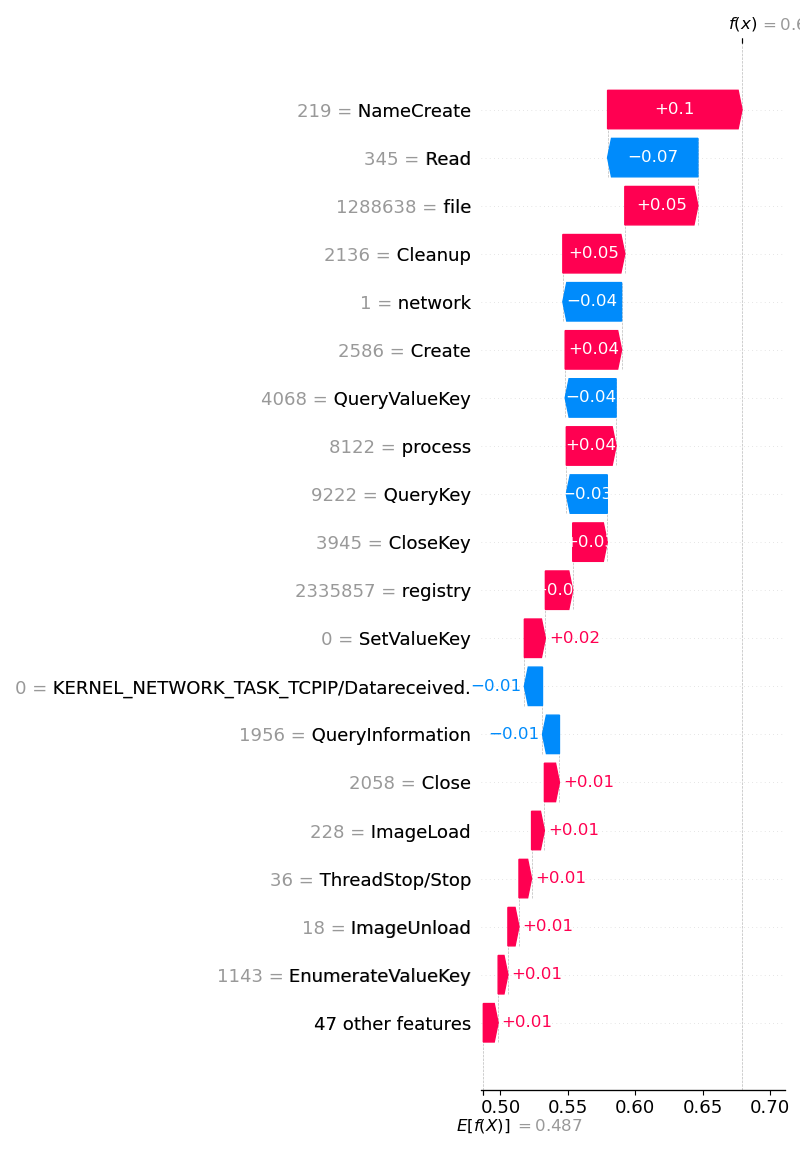 f(x) = 0.6
219 = NameCreate
+0.1
345 = Read
−0.07
1288638 = file
+0.05
2136 = Cleanup
+0.05
1 = network
−0.04
2586 = Create
+0.04
4068 = QueryValueKey
−0.04
8122 = process
+0.04
9222 = QueryKey
−0.03
3945 = CloseKey
+0.0
2335857 = registry
0.0
0 = SetValueKey
+0.02
0 = KERNEL_NETWORK_TASK_TCPIP/Datareceived.
−0.01
1956 = QueryInformation
−0.01
2058 = Close
+0.01
228 = ImageLoad
+0.01
36 = ThreadStop/Stop
+0.01
18 = ImageUnload
+0.01
1143 = EnumerateValueKey
+0.01
47 other features
+0.01
0.50 0.55 0.60 0.65 0.70
E[f(X)] = 0.487